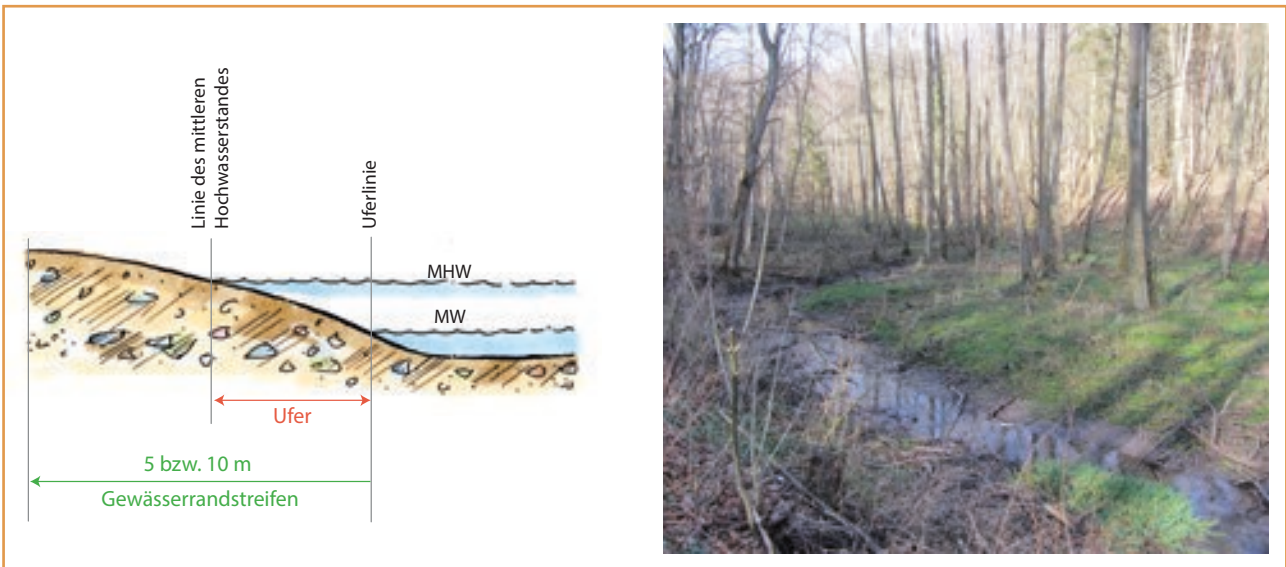 Linie des mittleren
Hochwasserstandes
Uferlinie
MHW
MW
Ufer
5 bzw. 10 m
Gewässerrandstreifen